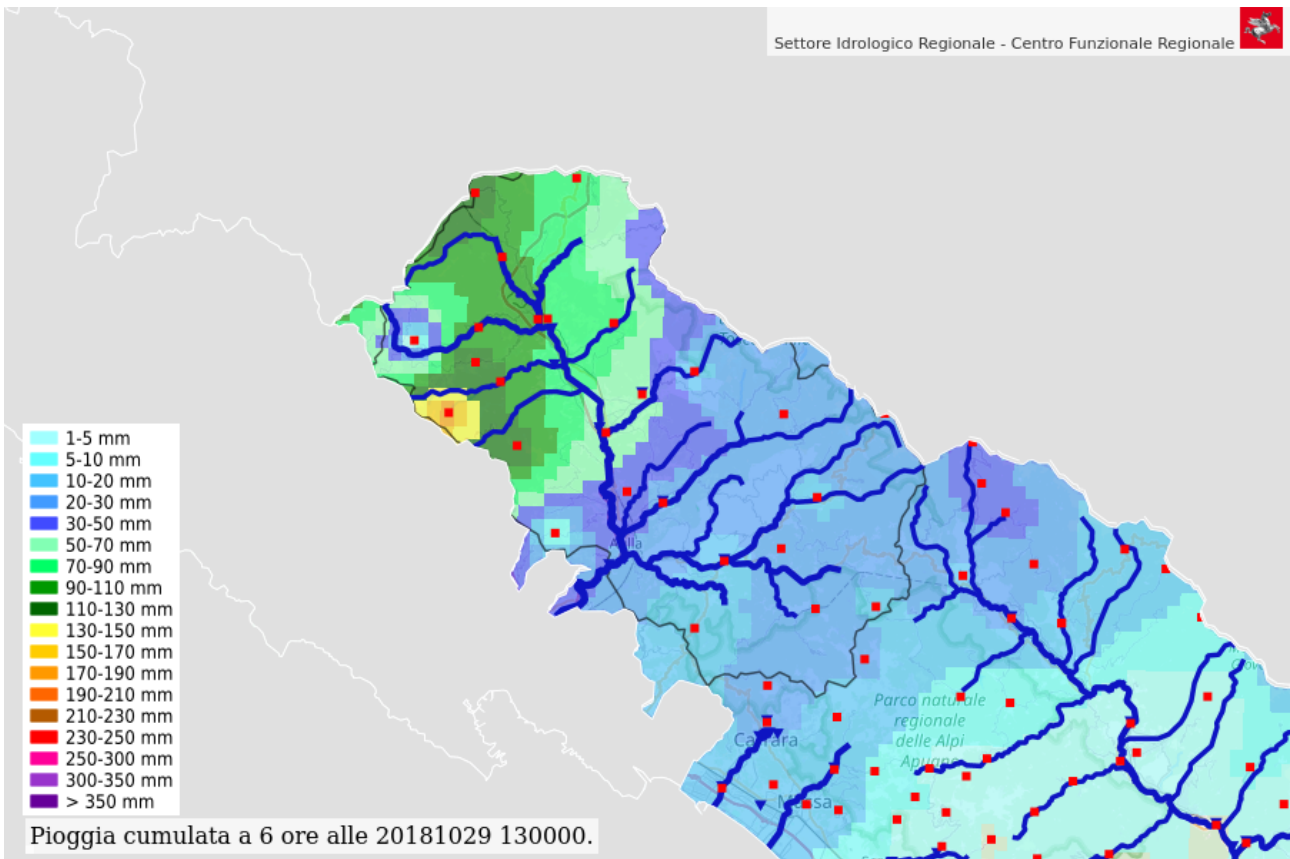 Settore Idrologico Regionale - Centro Funzionale Regionale
1-5 mm
5-10 mm
10-20 mm
20-30 mm
30-50 mm
50-70 mm
70-90 mm
90-110 mm
110-130 mm
130-150 mm
150-170 mm
170-190 mm
190-210 mm
210-230 mm
230-250 mm
250-300 mm
300-350 mm
> 350 mm
Parco naturale
regionale
delle Alpi
Apuane
Carrara
Massa
Pioggia cumulata a 6 ore alle 20181029 130000.